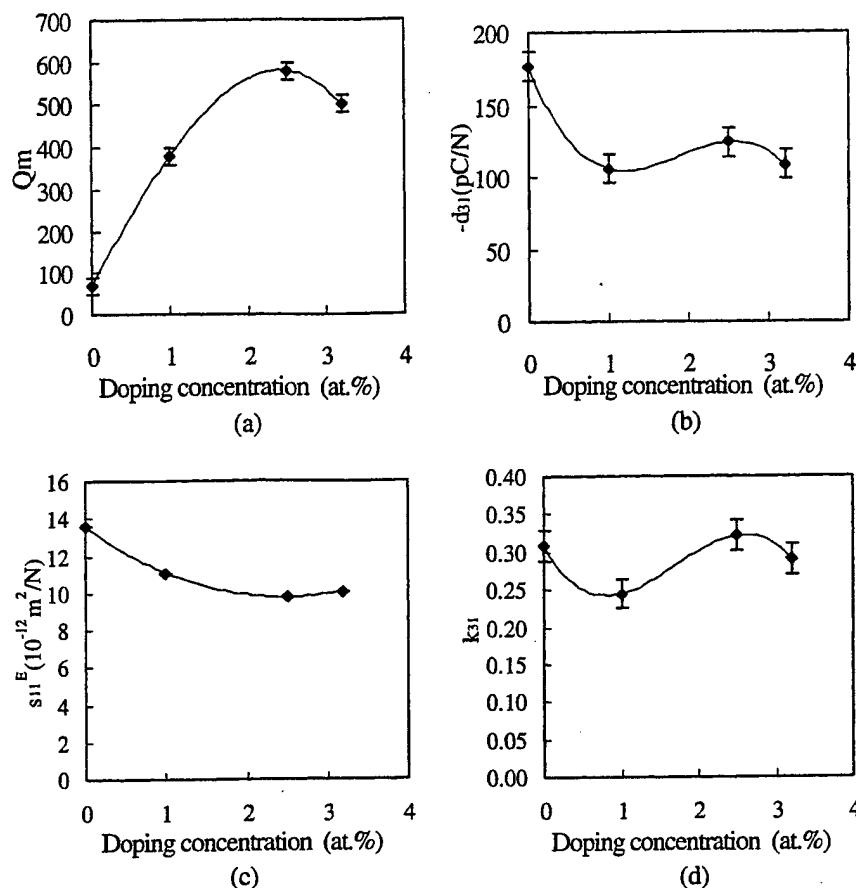 700
600
500
400
300
200
100
0
Qm
0 1 2 3 4
Doping concentration (at.%)
(a)
200
150
100
50
0
-d31(pC/N)
0 1 2 3 4
Doping concentration (at.%)
(b)
16
14
12
10
8
6
4
2
0
s11E (10-12 m2/N)
0 1 2 3 4
Doping concentration (at.%)
(c)
0.40
0.35
0.30
0.25
0.20
0.15
0.10
0.05
0.00
k31
0 1 2 3 4
Doping concentration (at.%)
(d)